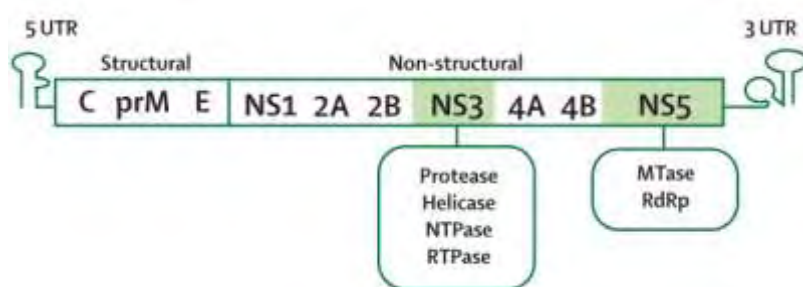 5 UTR
3 UTR
Structural
Non-structural
C prM E NS1 2A 2B NS3 4A 4B NS5
Protease
Helicase
NTPase
RTPase
MTase
RdRp